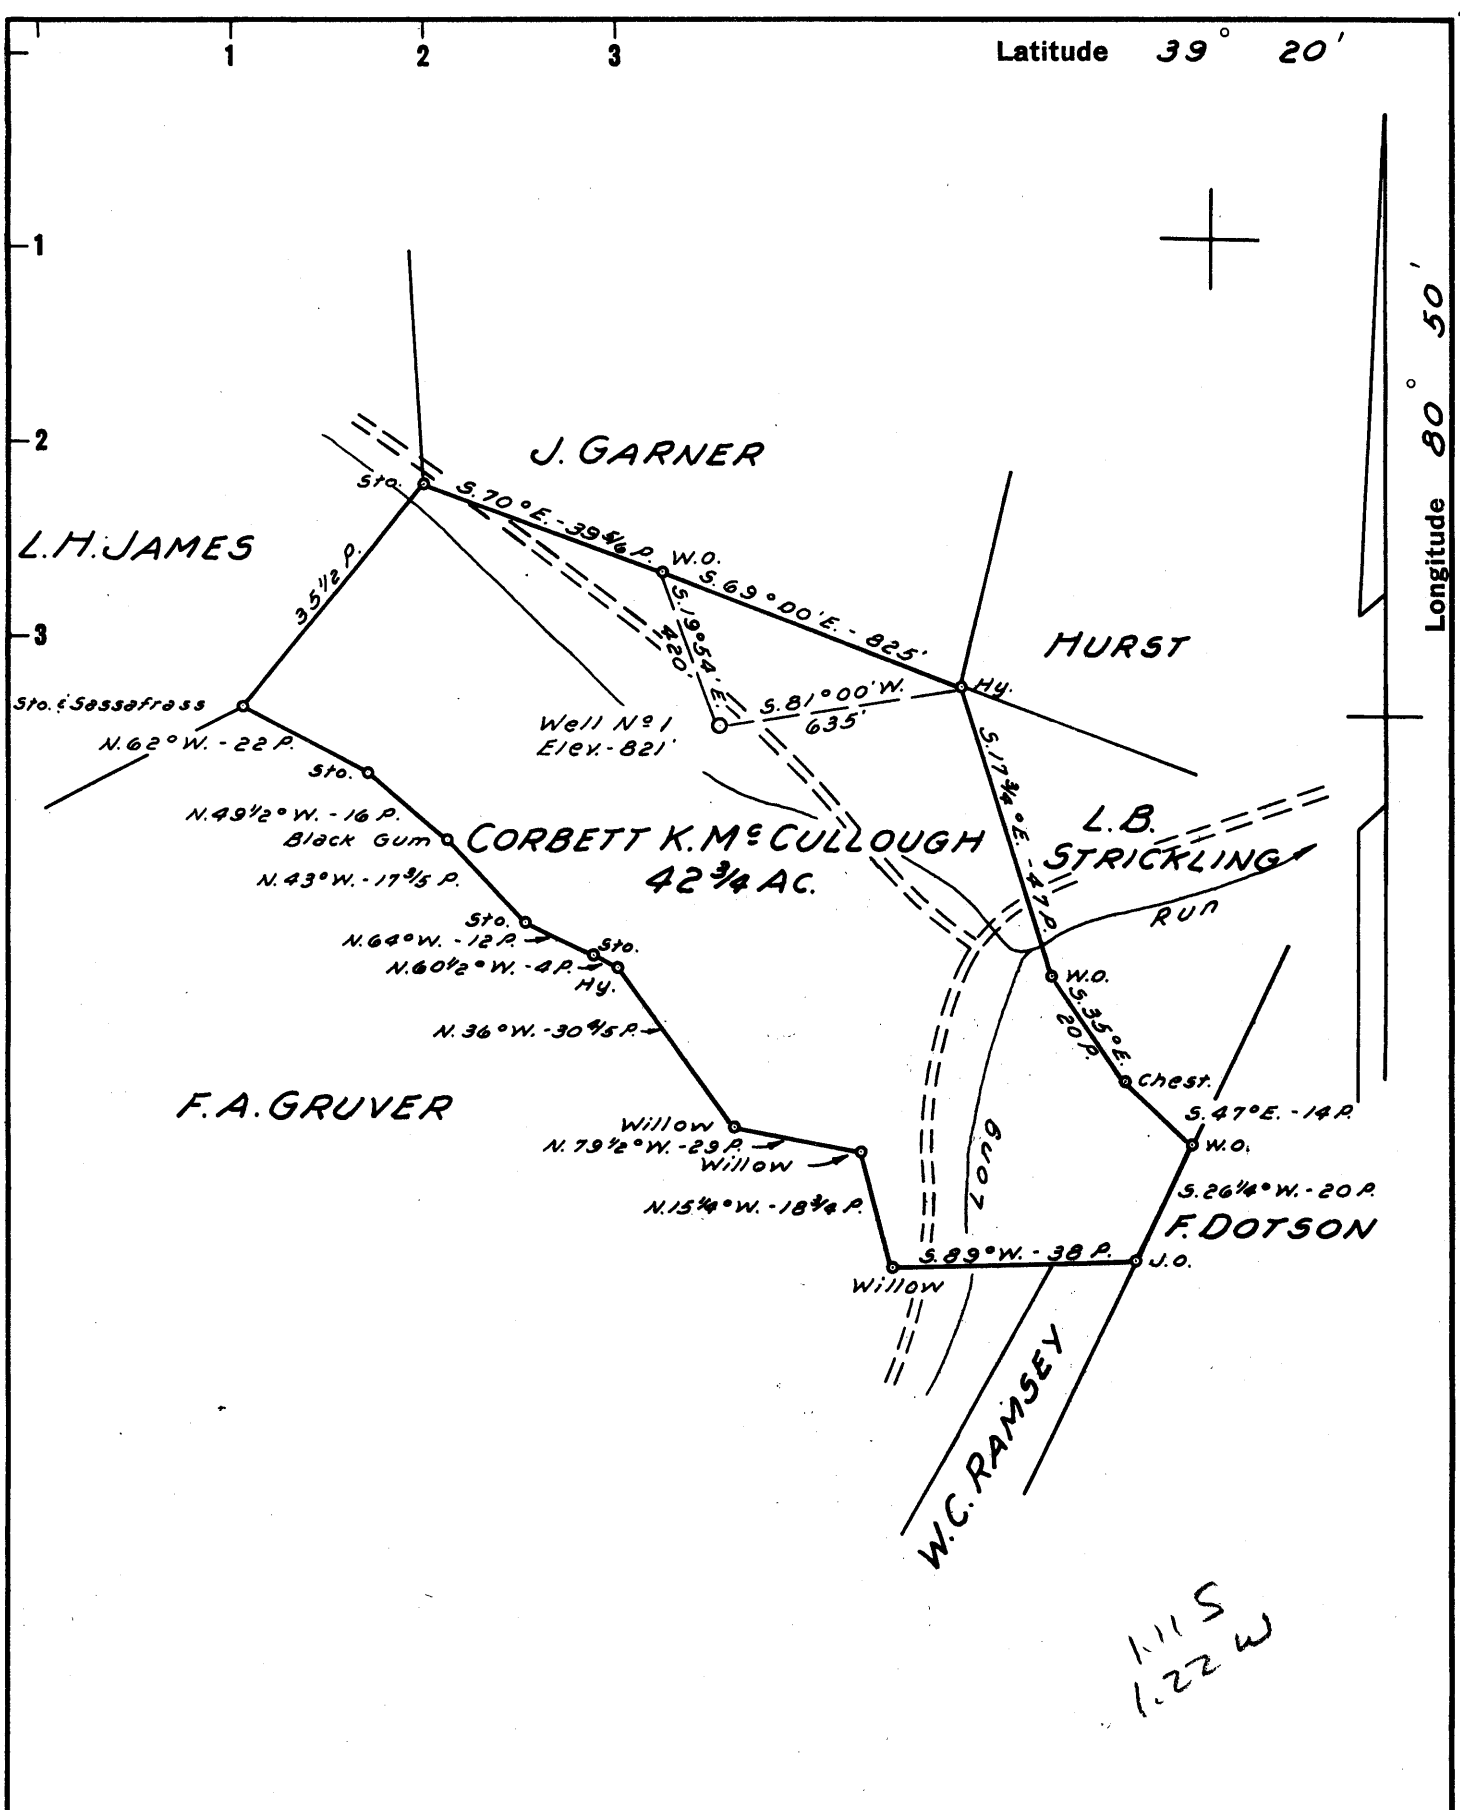 1 2 3 Latitude 39° 20'
1
2
3
Longitude 80° 50'
J. GARNER
Sto.
S. 70° E. - 39 5/6 P.
L. H. JAMES
35 1/2 P.
W.O.
S. 69° 00' E. - 825'
S. 19° 54' E.
420'
HURST
Hy.
S. 81° 00' W.
635'
Sto. & Sassafrass
Well No 1
Elev. - 821'
N. 62° W. - 22 P.
Sto.
S. 17 3/4° E. - 47 P.
N. 49 1/2° W. - 16 P.
Black Gum
CORBETT K. McCULLOUGH
42 3/4 AC.
L.B.
STRICKLING
N. 43° W. - 17 3/5 P.
Run
Sto.
N. 64° W. - 12 P.
Sto.
N. 60 1/2° W. - 4 P.
Hy.
W.O.
S. 35° E.
20 P.
N. 36° W. - 30 4/5 P.
Chest.
F. A. GRUVER
S. 47° E. - 14 P.
Willow
N. 79 1/2° W. - 29 P.
Willow
Long
W.O.
N. 15 1/4° W. - 18 3/4 P.
S. 26 1/4° W. - 20 P.
F. DOTSON
S. 89° W. - 38 P.
J.O.
Willow
W. C. RAMSEY
1.11 S
1.22 W